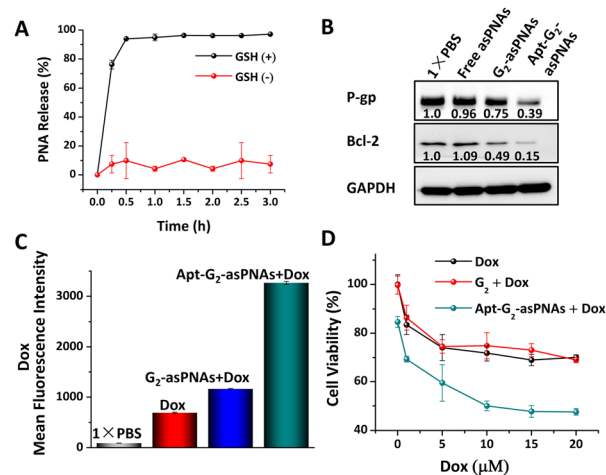 A
PNA Release (%)
100
80
60
40
20
0
GSH (+)
GSH (-)
0.0 0.5 1.0 1.5 2.0 2.5 3.0
Time (h)
B
1×PBS
Free asPNAs
G₂-asPNAs
Apt-G₂-
asPNAs
P-gp
1.0 0.96 0.75 0.39
Bcl-2
1.0 1.09 0.49 0.15
GAPDH
C
Dox
Mean Fluorescence Intensity
3000
2000
1000
0
1×PBS
Dox
G₂-asPNAs+Dox
Apt-G₂-asPNAs+Dox
D
Cell Viability (%)
120
100
80
60
40
Dox
G₂ + Dox
Apt-G₂-asPNAs + Dox
0 5 10 15 20
Dox (μM)